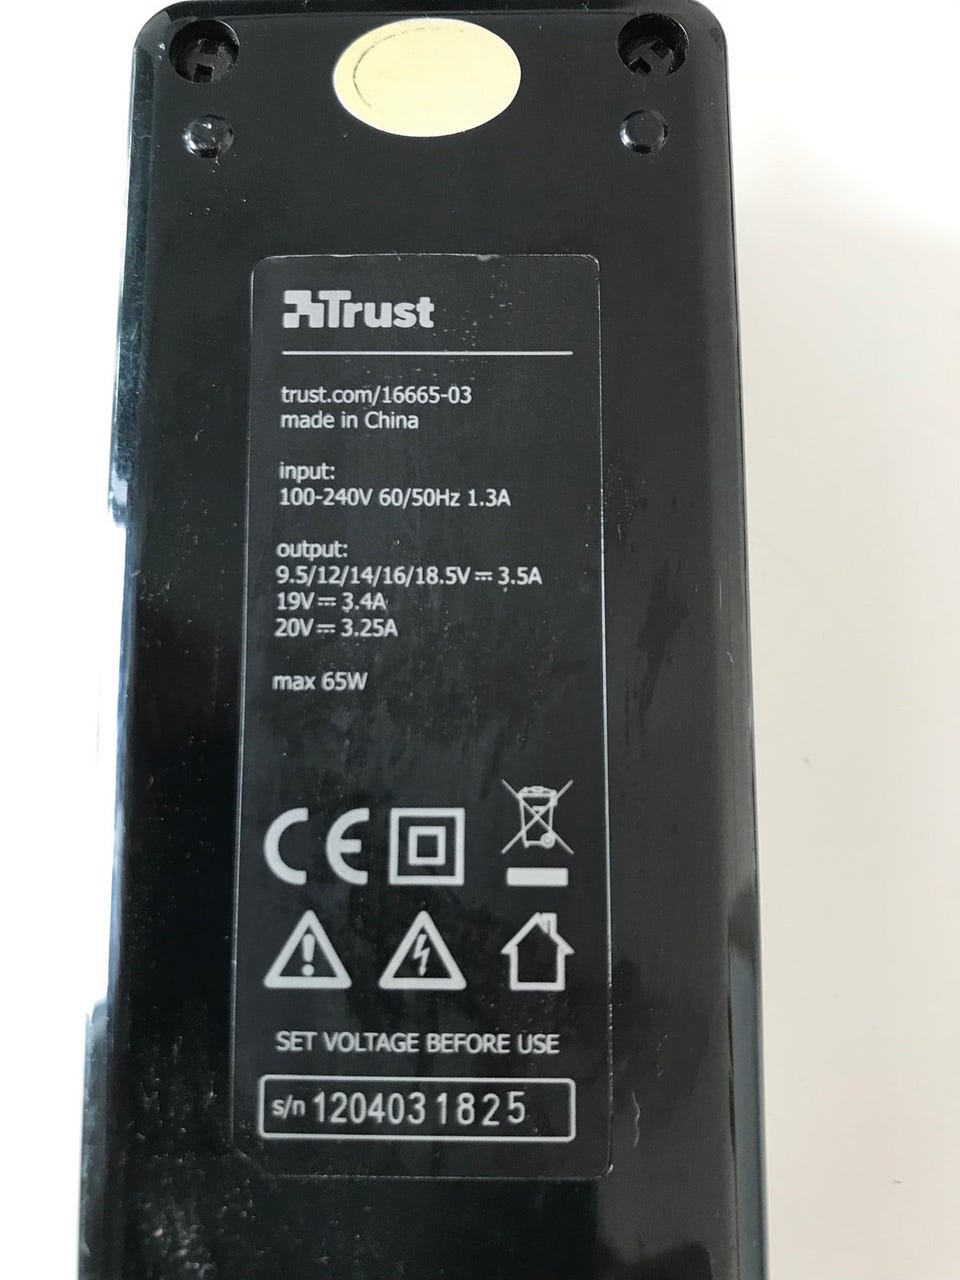 Trust
trust.com/16665-03
made in China
input:
100-240V 60/50Hz 1.3A
output:
9.5/12/14/16/18.5V⎓3.5A
19V⎓3.4A
20V⎓3.25A
max 65W
CE
SET VOLTAGE BEFORE USE
s/n 1204031825